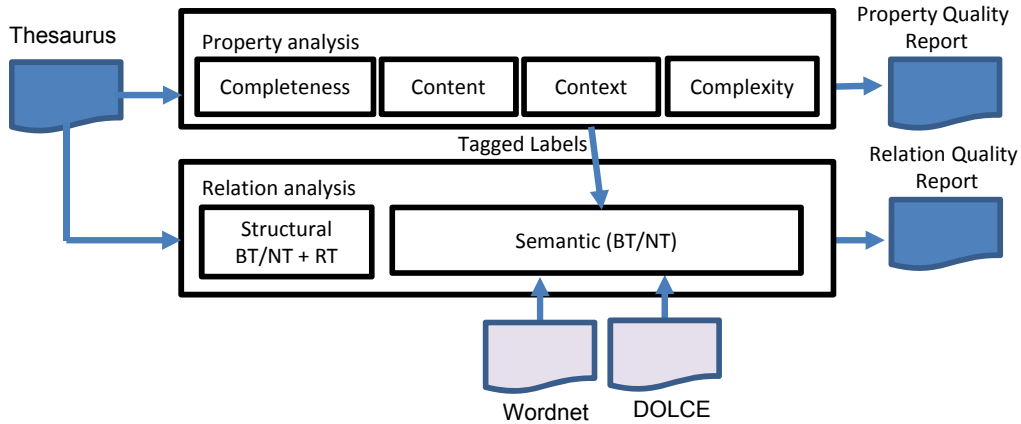 Thesaurus
Property analysis
Completeness
Content
Context
Complexity
Property Quality
Report
Tagged Labels
Relation analysis
Structural
BT/NT + RT
Semantic (BT/NT)
Relation Quality
Report
Wordnet
DOLCE